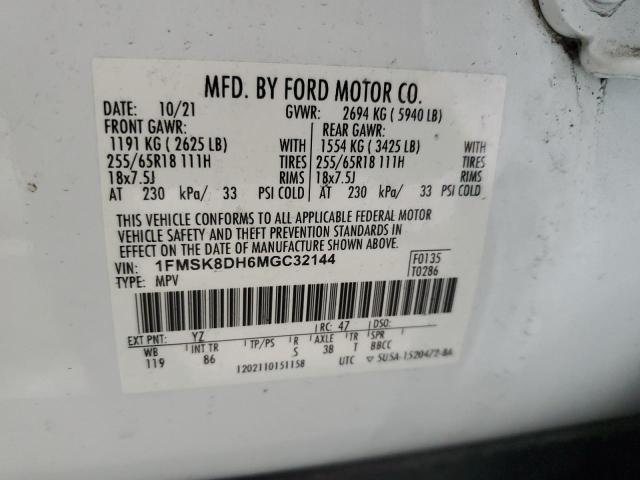 MFD. BY FORD MOTOR CO.
DATE: 10/21 GVWR: 2694 KG ( 5940 LB)
FRONT GAWR: REAR GAWR:
1191 KG ( 2625 LB) WITH 1554 KG ( 3425 LB) WITH
255/65R18 111H TIRES 255/65R18 111H TIRES
18x7.5J RIMS 18x7.5J RIMS
AT 230 kPa/ 33 PSI COLD AT 230 kPa/ 33 PSI COLD
THIS VEHICLE CONFORMS TO ALL APPLICABLE FEDERAL MOTOR
VEHICLE SAFETY AND THEFT PREVENTION STANDARDS IN
EFFECT ON THE DATE OF MANUFACTURE SHOWN ABOVE.
VIN: 1FMSK8DH6MGC32144 F0135
TYPE: MPV T0286
EXT PNT: YZ RC: 47 DSO:
WB INT TR TP/PS R AXLE TR SPR
119 86 S 38 T BBCC
1202110151158 UTC ▽ SUSA-1520472-BA